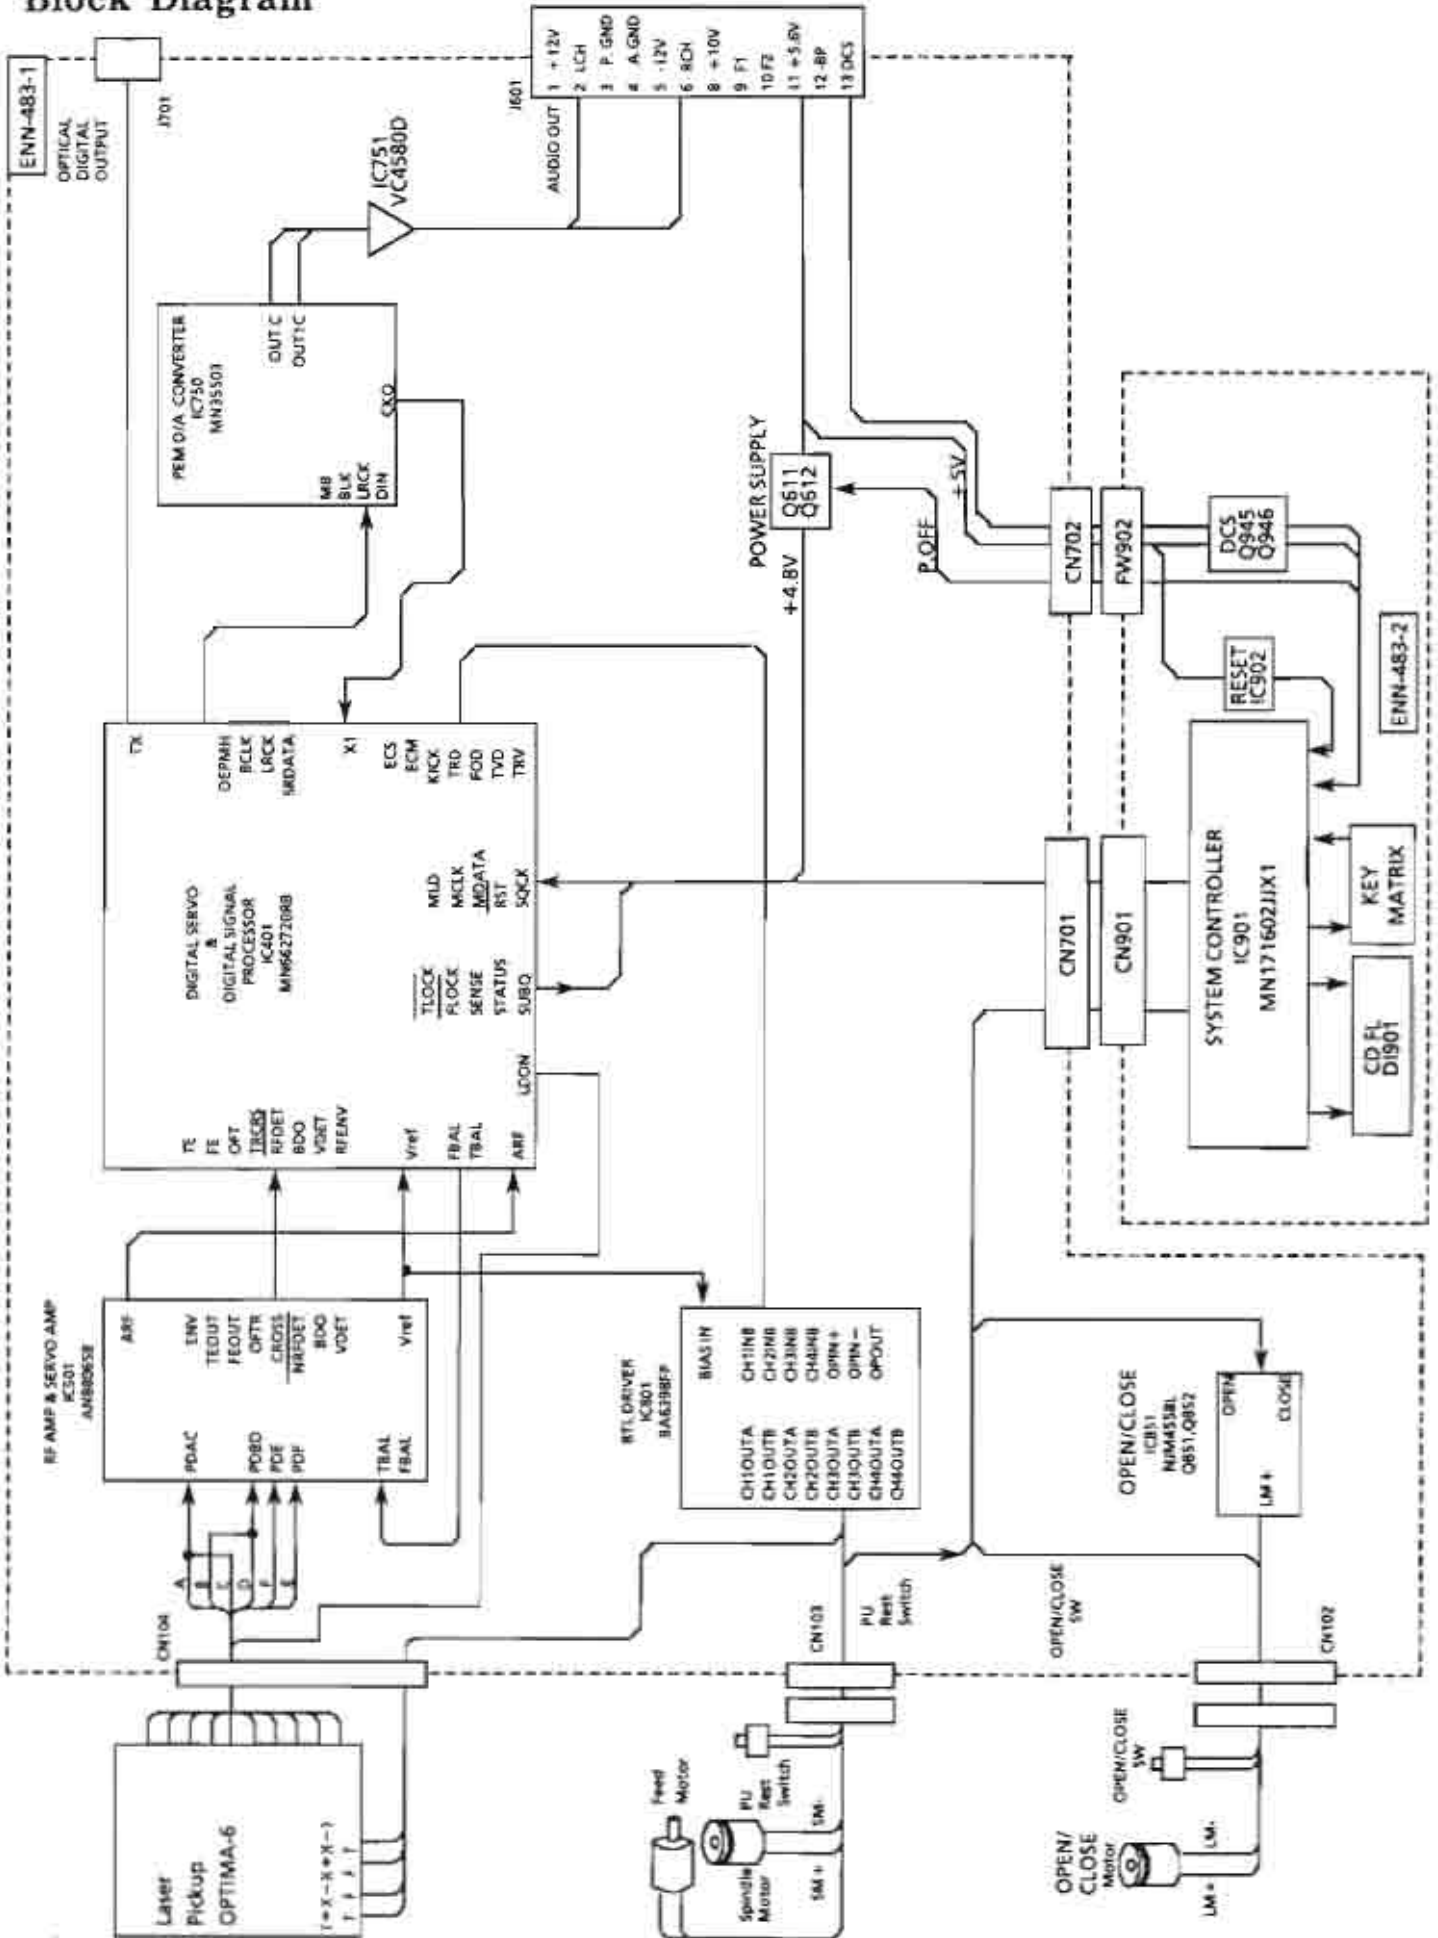 Block Diagram
ENN-483-1
OPTICAL
DIGITAL
OUTPUT
J701
J601
1 +12V
2 LCH
3 P. GND
4 A GND
5 -12V
6 RCH
8 +10V
9 F1
10 F2
11 +5.6V
12 -BP
13 DCS
AUDIO OUT
IC751
VC4580D
PEM D/A CONVERTER
IC750
MN35503
OUT C
OUT1C
MB
BLK
LRCK
DIN
CKO
POWER SUPPLY
Q611
Q612
+4.8V
P.OFF
+5V
CN702
FW902
DCS
Q945
Q946
RESET
IC902
ENN-483-2
TX
DEPMH
BCLK
LRCK
SRDATA
X1
ECS
ECM
KICK
TRD
FOD
TVD
TRV
DIGITAL SERVO
&
DIGITAL SIGNAL
PROCESSOR
IC401
MN662720RB
MLD
MCLK
MDATA
RST
SQCK
TLOCK
FLOCK
SENSE
STATUS
SUBQ
LDON
TE
FE
OFT
TRCRS
RFDET
BDO
VDET
RFENV
Vref
FBAL
TBAL
ARF
CN701
CN901
SYSTEM CONTROLLER
IC901
MN171602JJX1
KEY
MATRIX
CD FL
DI901
RF AMP & SERVO AMP
IC501
AN8806SB
ARF
ENV
TEOUT
FEOUT
OFTR
CROSS
NRFDET
BDO
VDET
Vref
PDAC
PDBD
PDE
PDF
TBAL
FBAL
A
B
C
D
F
E
CN104
BTL DRIVER
IC801
BA6398FP
BIAS IN
CH1INB
CH2INB
CH3INB
CH4INB
OPIN+
OPIN-
OPOUT
CH1OUTA
CH1OUTB
CH2OUTA
CH2OUTB
CH3OUTA
CH3OUTB
CH4OUTA
CH4OUTB
OPEN/CLOSE
IC851
NJM4558L
Q851,Q852
OPEN
CLOSE
LM +
CN103
PU
Rest
Switch
OPEN/CLOSE
SW
CN102
Laser
Pickup
OPTIMA-6
Feed
Motor
PU
Rest
Switch
Spindle
Motor
SM-
SM +
OPEN/CLOSE
SW
OPEN/
CLOSE
Motor
LM-
LM +